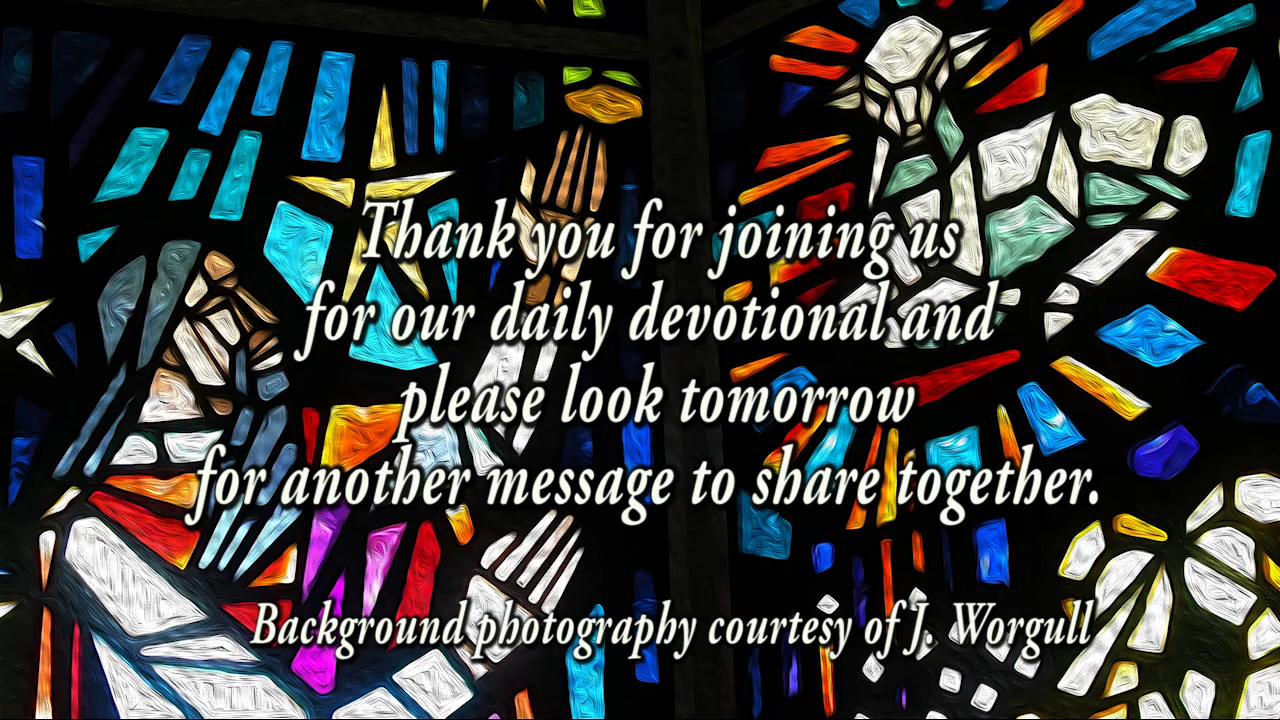 Thank you for joining us
for our daily devotional and
please look tomorrow
for another message to share together.
Background photography courtesy of J. Worgull